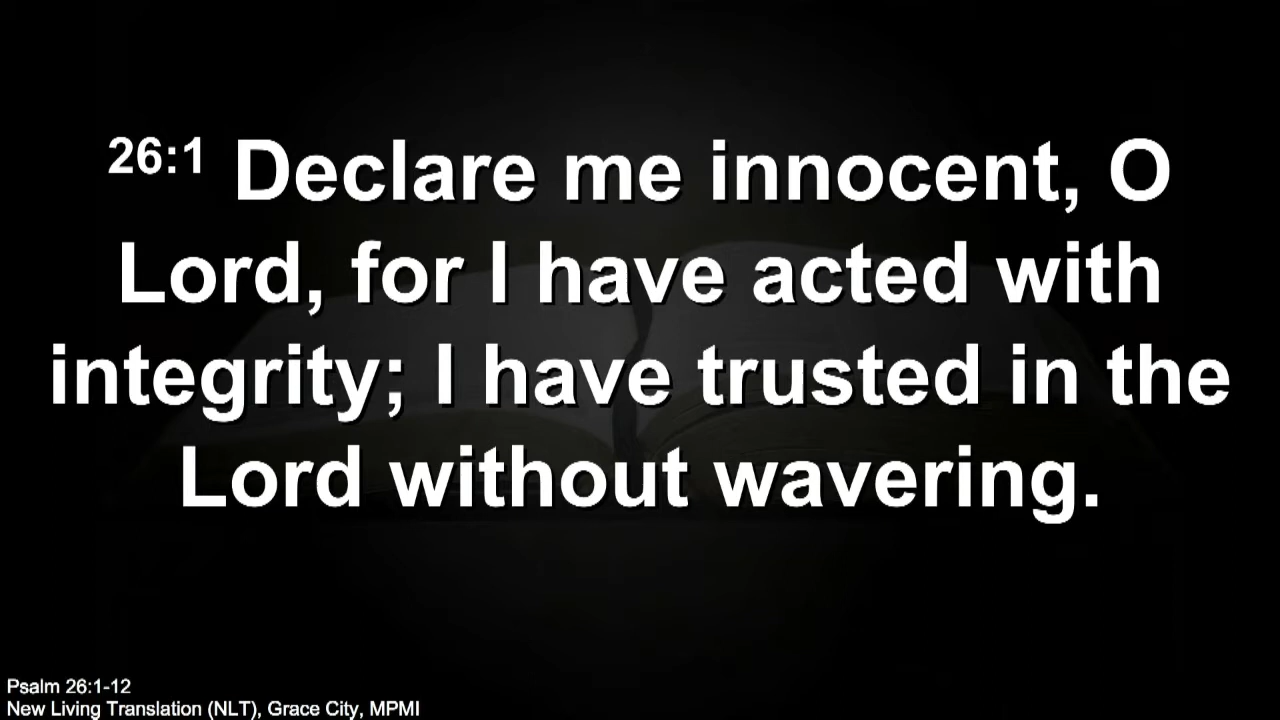 26:1 Declare me innocent, O
Lord, for I have acted with
integrity; I have trusted in the
Lord without wavering.
Psalm 26:1-12
New Living Translation (NLT), Grace City, MPMI